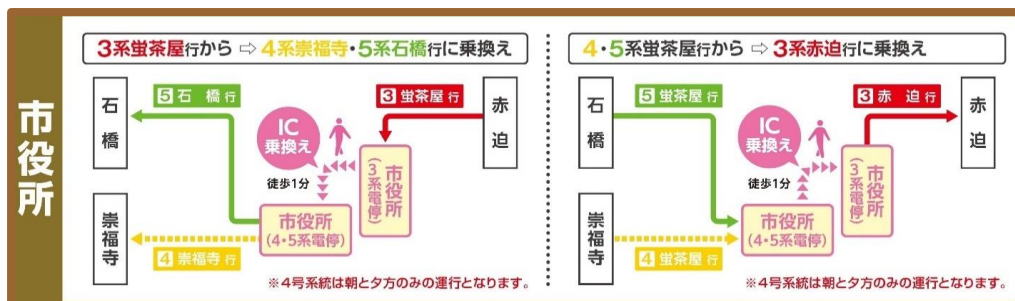 市役所
3系蛍茶屋行から⇨4系崇福寺・5系石橋行に乗換え
石橋
5 石橋行
3 蛍茶屋行
赤迫
IC
乗換え
徒歩1分
市役所
(3系電停)
市役所
(4・5系電停)
崇福寺
4 崇福寺行
※4号系統は朝と夕方のみの運行となります。
4・5系蛍茶屋行から⇨3系赤迫行に乗換え
石橋
5 蛍茶屋行
3 赤迫行
赤迫
IC
乗換え
徒歩1分
市役所
(3系電停)
市役所
(4・5系電停)
崇福寺
4 蛍茶屋行
※4号系統は朝と夕方のみの運行となります。